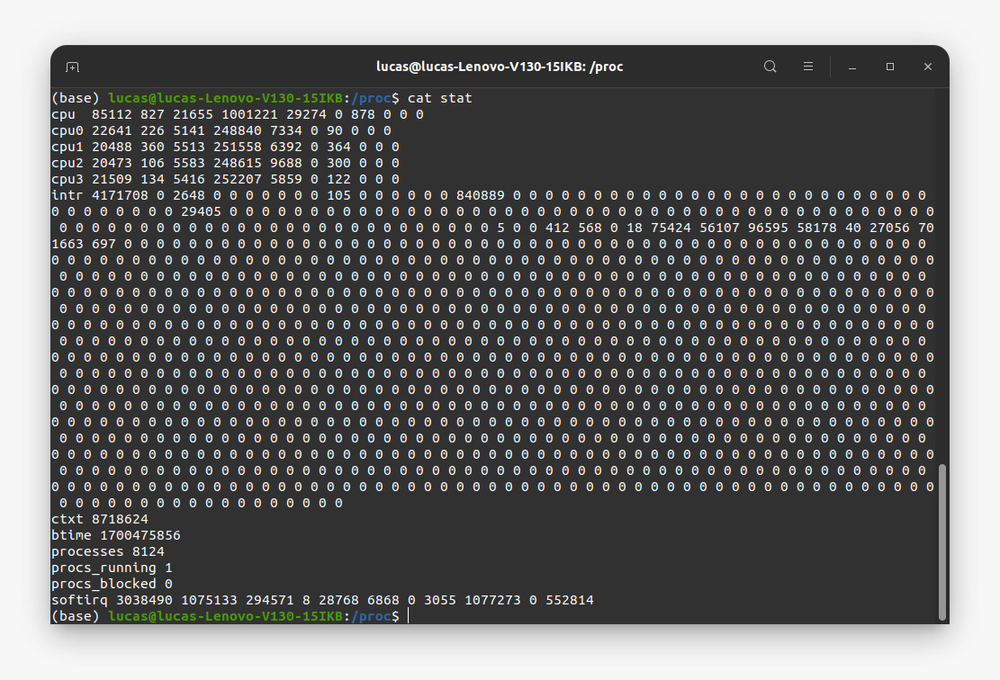 lucas@lucas-Lenovo-V130-15IKB: /proc
(base) lucas@lucas-Lenovo-V130-15IKB:/proc$ cat stat
cpu  85112 827 21655 1001221 29274 0 878 0 0 0
cpu0 22641 226 5141 248840 7334 0 90 0 0 0
cpu1 20488 360 5513 251558 6392 0 364 0 0 0
cpu2 20473 106 5583 248615 9688 0 300 0 0 0
cpu3 21509 134 5416 252207 5859 0 122 0 0 0
intr 4171708 0 2648 0 0 0 0 0 0 0 105 0 0 0 0 0 0 840889 0 0 0 0 0 0 0 0 0 0 0 0 0 0 0 0 0 0 0 0 0 0 0 0 0 0
0 0 0 0 0 0 0 0 29405 0 0 0 0 0 0 0 0 0 0 0 0 0 0 0 0 0 0 0 0 0 0 0 0 0 0 0 0 0 0 0 0 0 0 0 0 0 0 0 0 0 0 0 0
 0 0 0 0 0 0 0 0 0 0 0 0 0 0 0 0 0 0 0 0 0 0 0 0 0 0 0 5 0 0 412 568 0 18 75424 56107 96595 58178 40 27056 70
1663 697 0 0 0 0 0 0 0 0 0 0 0 0 0 0 0 0 0 0 0 0 0 0 0 0 0 0 0 0 0 0 0 0 0 0 0 0 0 0 0 0 0 0 0 0 0 0 0 0 0 0
0 0 0 0 0 0 0 0 0 0 0 0 0 0 0 0 0 0 0 0 0 0 0 0 0 0 0 0 0 0 0 0 0 0 0 0 0 0 0 0 0 0 0 0 0 0 0 0 0 0 0 0 0 0 0
 0 0 0 0 0 0 0 0 0 0 0 0 0 0 0 0 0 0 0 0 0 0 0 0 0 0 0 0 0 0 0 0 0 0 0 0 0 0 0 0 0 0 0 0 0 0 0 0 0 0 0 0 0 0
0 0 0 0 0 0 0 0 0 0 0 0 0 0 0 0 0 0 0 0 0 0 0 0 0 0 0 0 0 0 0 0 0 0 0 0 0 0 0 0 0 0 0 0 0 0 0 0 0 0 0 0 0 0 0
 0 0 0 0 0 0 0 0 0 0 0 0 0 0 0 0 0 0 0 0 0 0 0 0 0 0 0 0 0 0 0 0 0 0 0 0 0 0 0 0 0 0 0 0 0 0 0 0 0 0 0 0 0 0
0 0 0 0 0 0 0 0 0 0 0 0 0 0 0 0 0 0 0 0 0 0 0 0 0 0 0 0 0 0 0 0 0 0 0 0 0 0 0 0 0 0 0 0 0 0 0 0 0 0 0 0 0 0 0
 0 0 0 0 0 0 0 0 0 0 0 0 0 0 0 0 0 0 0 0 0 0 0 0 0 0 0 0 0 0 0 0 0 0 0 0 0 0 0 0 0 0 0 0 0 0 0 0 0 0 0 0 0 0
0 0 0 0 0 0 0 0 0 0 0 0 0 0 0 0 0 0 0 0 0 0 0 0 0 0 0 0 0 0 0 0 0 0 0 0 0 0 0 0 0 0 0 0 0 0 0 0 0 0 0 0 0 0 0
 0 0 0 0 0 0 0 0 0 0 0 0 0 0 0 0 0 0 0 0 0 0 0 0 0 0 0 0 0 0 0 0 0 0 0 0 0 0 0 0 0 0 0 0 0 0 0 0 0 0 0 0 0 0
0 0 0 0 0 0 0 0 0 0 0 0 0 0 0 0 0 0 0 0 0 0 0 0 0 0 0 0 0 0 0 0 0 0 0 0 0 0 0 0 0 0 0 0 0 0 0 0 0 0 0 0 0 0 0
 0 0 0 0 0 0 0 0 0 0 0 0 0 0 0 0 0 0 0 0 0 0 0 0 0 0 0 0 0 0 0 0 0 0 0 0 0 0 0 0 0 0 0 0 0 0 0 0 0 0 0 0 0 0
0 0 0 0 0 0 0 0 0 0 0 0 0 0 0 0 0 0 0 0 0 0 0 0 0 0 0 0 0 0 0 0 0 0 0 0 0 0 0 0 0 0 0 0 0 0 0 0 0 0 0 0 0 0 0
 0 0 0 0 0 0 0 0 0 0 0 0 0 0 0 0 0 0 0 0 0 0 0 0 0 0 0 0 0 0 0 0 0 0 0 0 0 0 0 0 0 0 0 0 0 0 0 0 0 0 0 0 0 0
0 0 0 0 0 0 0 0 0 0 0 0 0 0 0 0 0 0 0 0 0 0 0 0 0 0 0 0 0 0 0 0 0 0 0 0 0 0 0 0 0 0 0 0 0 0 0 0 0 0 0 0 0 0 0
 0 0 0 0 0 0 0 0 0 0 0 0 0 0 0 0 0 0 0 0 0 0 0 0 0 0 0 0 0 0 0 0 0 0 0 0 0 0 0 0 0 0 0 0 0 0 0 0 0 0 0 0 0 0
0 0 0 0 0 0 0 0 0 0 0 0 0 0 0 0 0 0 0 0 0 0 0 0 0 0 0 0 0 0 0 0 0 0 0 0 0 0 0 0 0 0 0 0 0 0 0 0 0 0 0 0 0 0 0
 0 0 0 0 0 0 0 0 0 0 0 0 0 0 0 0 0 0
ctxt 8718624
btime 1700475856
processes 8124
procs_running 1
procs_blocked 0
softirq 3038490 1075133 294571 8 28768 6868 0 3055 1077273 0 552814
(base) lucas@lucas-Lenovo-V130-15IKB:/proc$